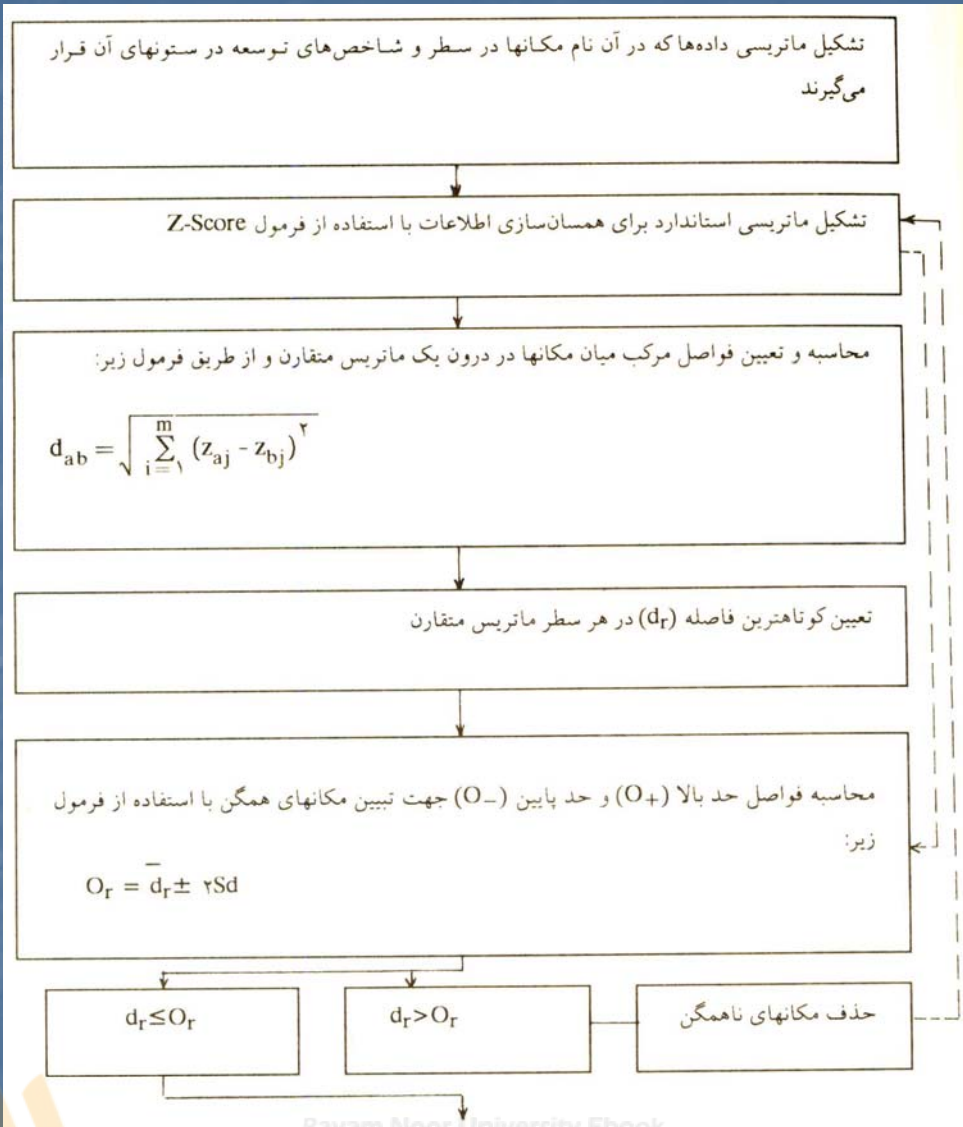 تشکیل ماتریسی داده‌ها که در آن نام مکانها در سطر و شاخص‌های توسعه در ستونهای آن قرار
می‌گیرند
تشکیل ماتریسی استاندارد برای همسان‌سازی اطلاعات با استفاده از فرمول Z-Score
محاسبه و تعیین فواصل مرکب میان مکانها در درون یک ماتریس متقارن و از طریق فرمول زیر:
d_ab = √ Σ_{i=۱}^{m} (z_aj - z_bj)^۲
تعیین کوتاهترین فاصله (d_r) در هر سطر ماتریس متقارن
محاسبه فواصل حد بالا (O+) و حد پایین (O−) جهت تبیین مکانهای همگن با استفاده از فرمول
زیر:
O_r = d̄_r ± ۲Sd
d_r≤O_r
d_r>O_r
حذف مکانهای ناهمگن
Payam Noor University Ebook